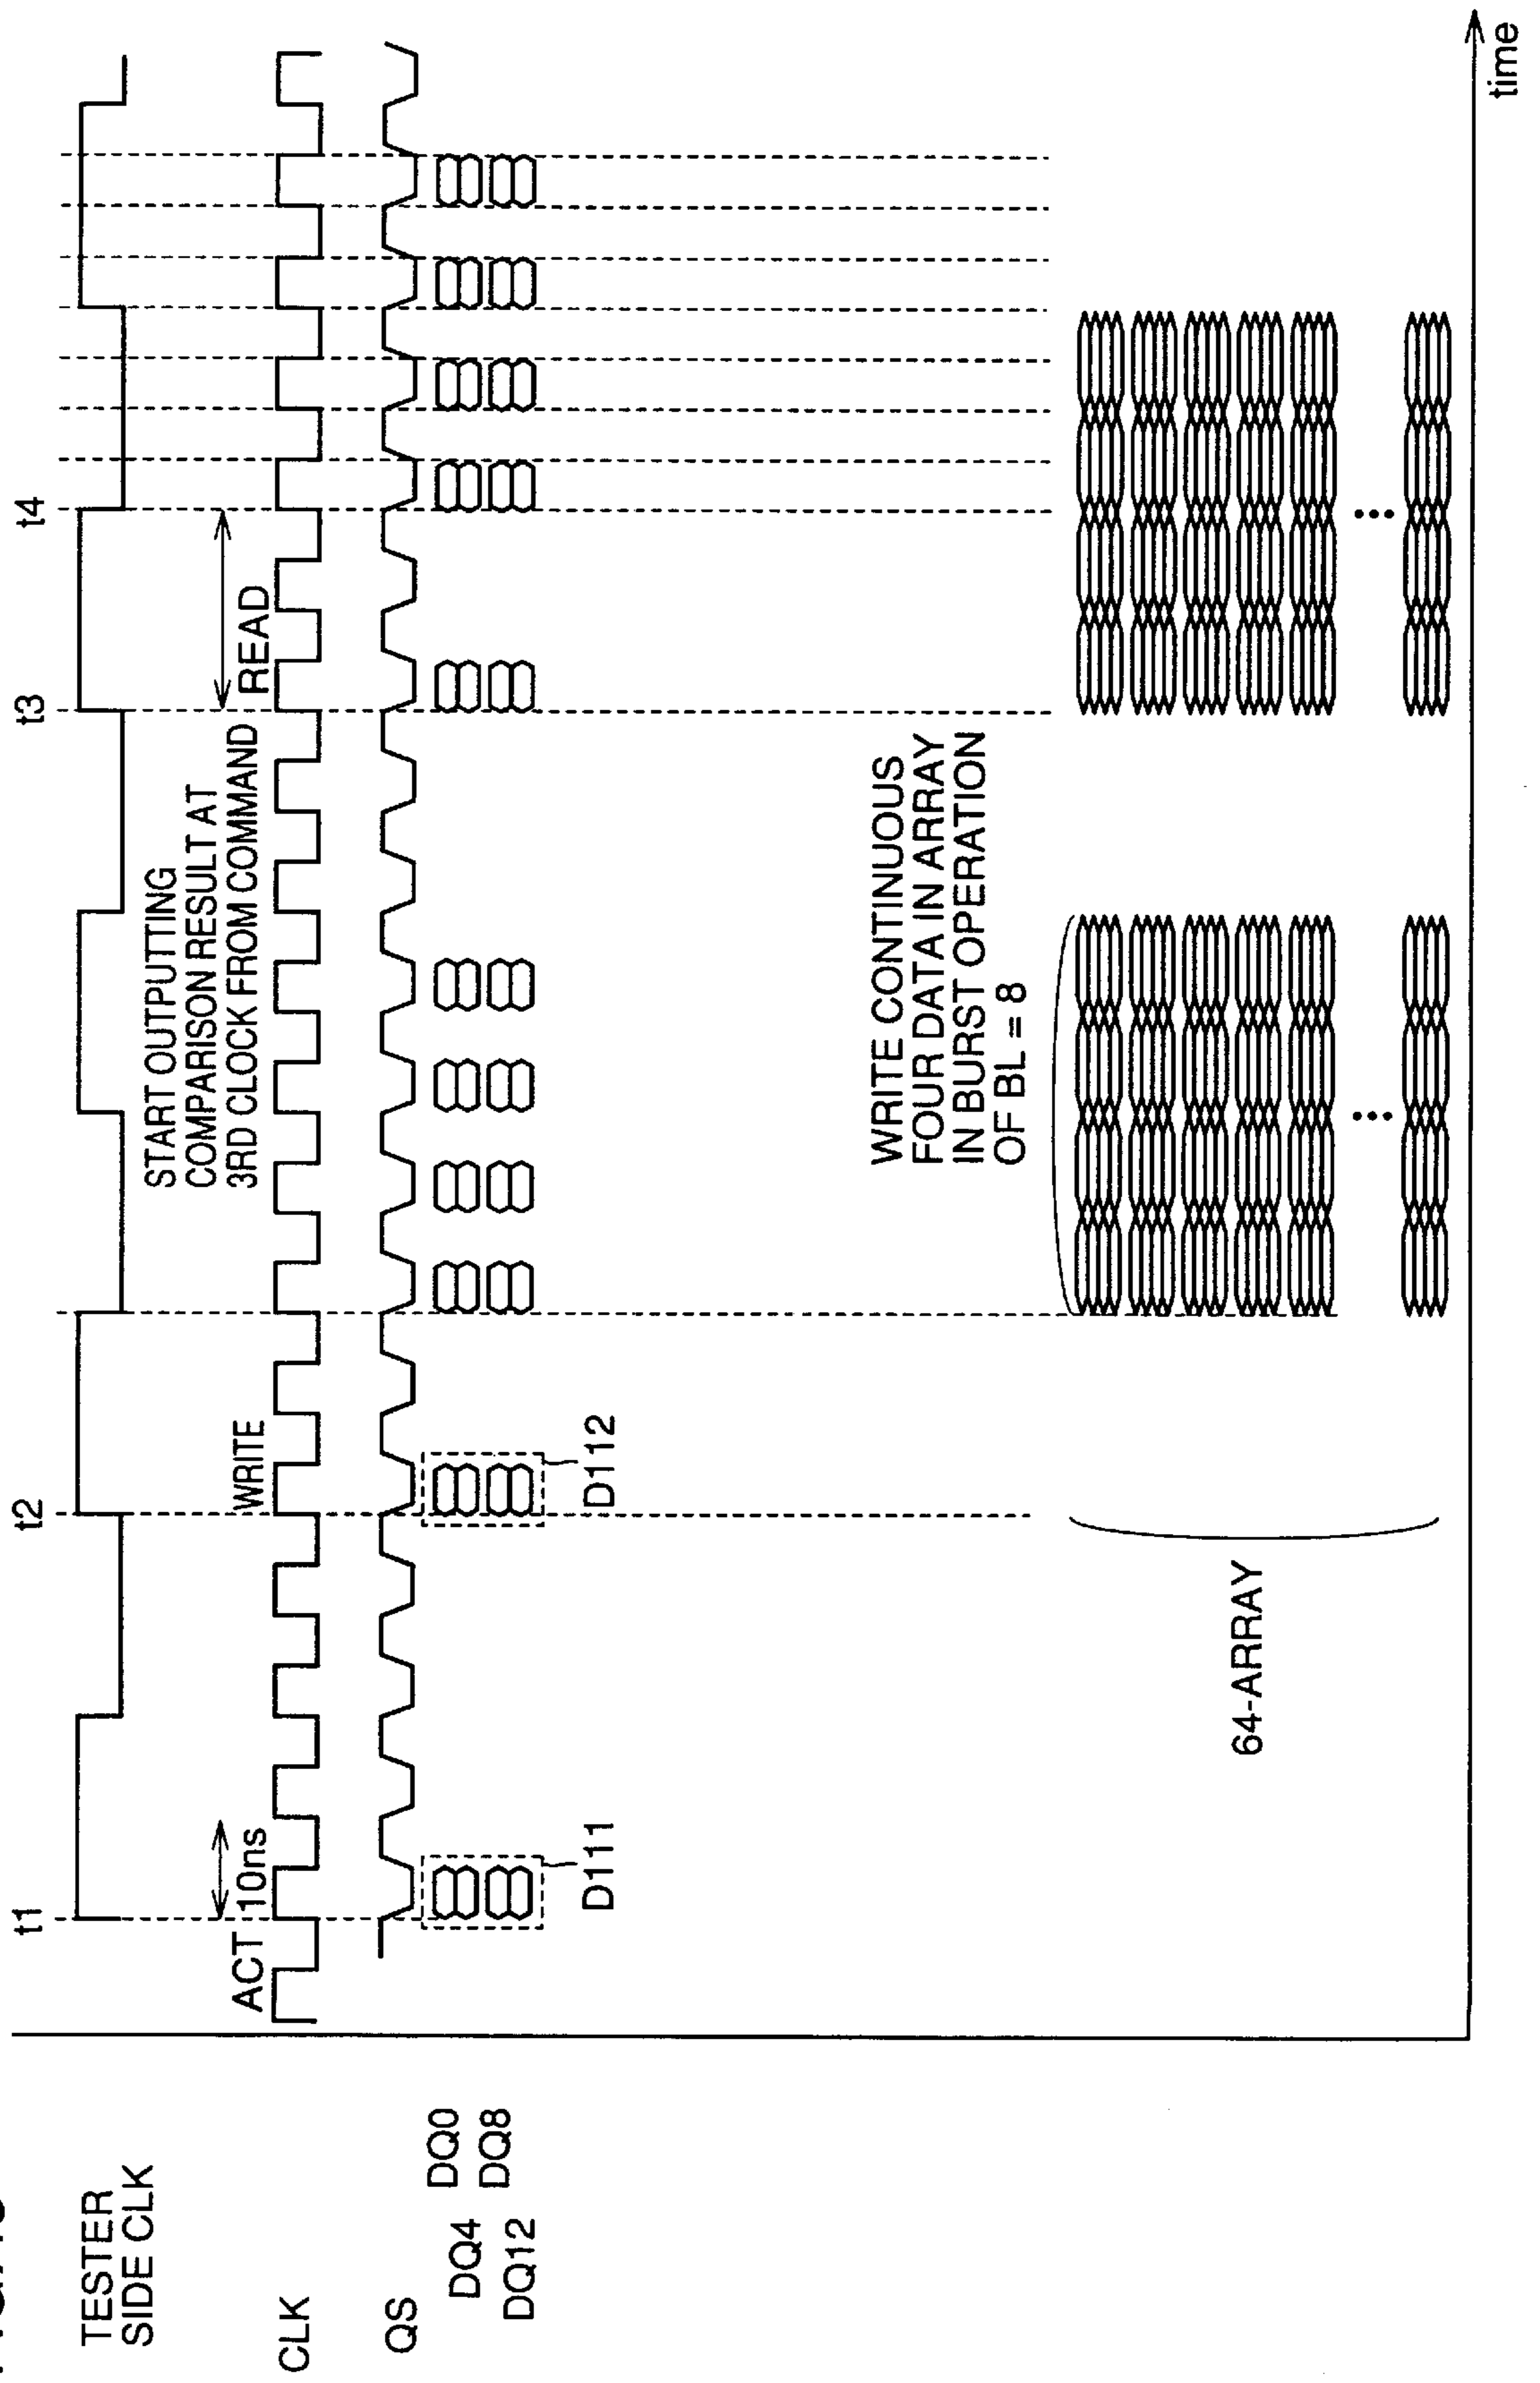 TESTER
SIDE CLK
CLK
QS
DQ0
DQ4
DQ8
DQ12
t1
t2
t3
t4
ACT
10ns
WRITE
START OUTPUTTING
COMPARISON RESULT AT
3RD CLOCK FROM COMMAND
READ
D111
D112
WRITE CONTINUOUS
FOUR DATA IN ARRAY
IN BURST OPERATION
OF BL = 8
64-ARRAY
time